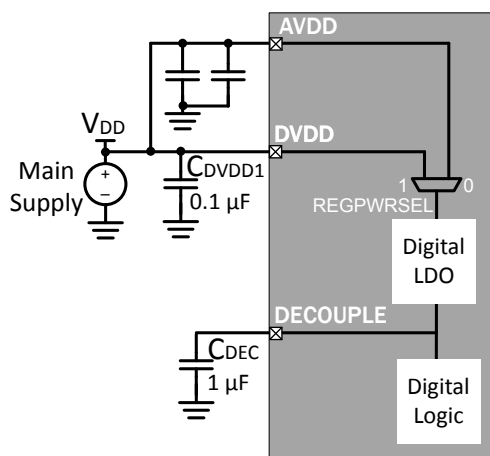 AVDD
VDD
DVDD
Main
Supply
+
-
CDVDD1
0.1 µF
1
0
REGPWRSEL
Digital
LDO
DECOUPLE
CDEC
1 µF
Digital
Logic